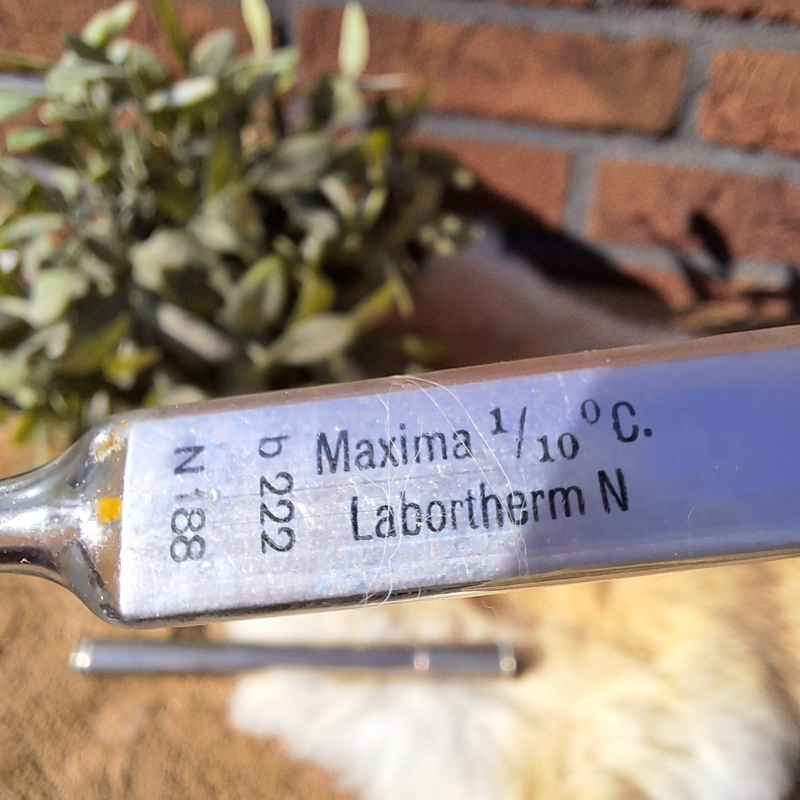 N 188
b 222
Maxima 1/10 °C.
Labortherm N